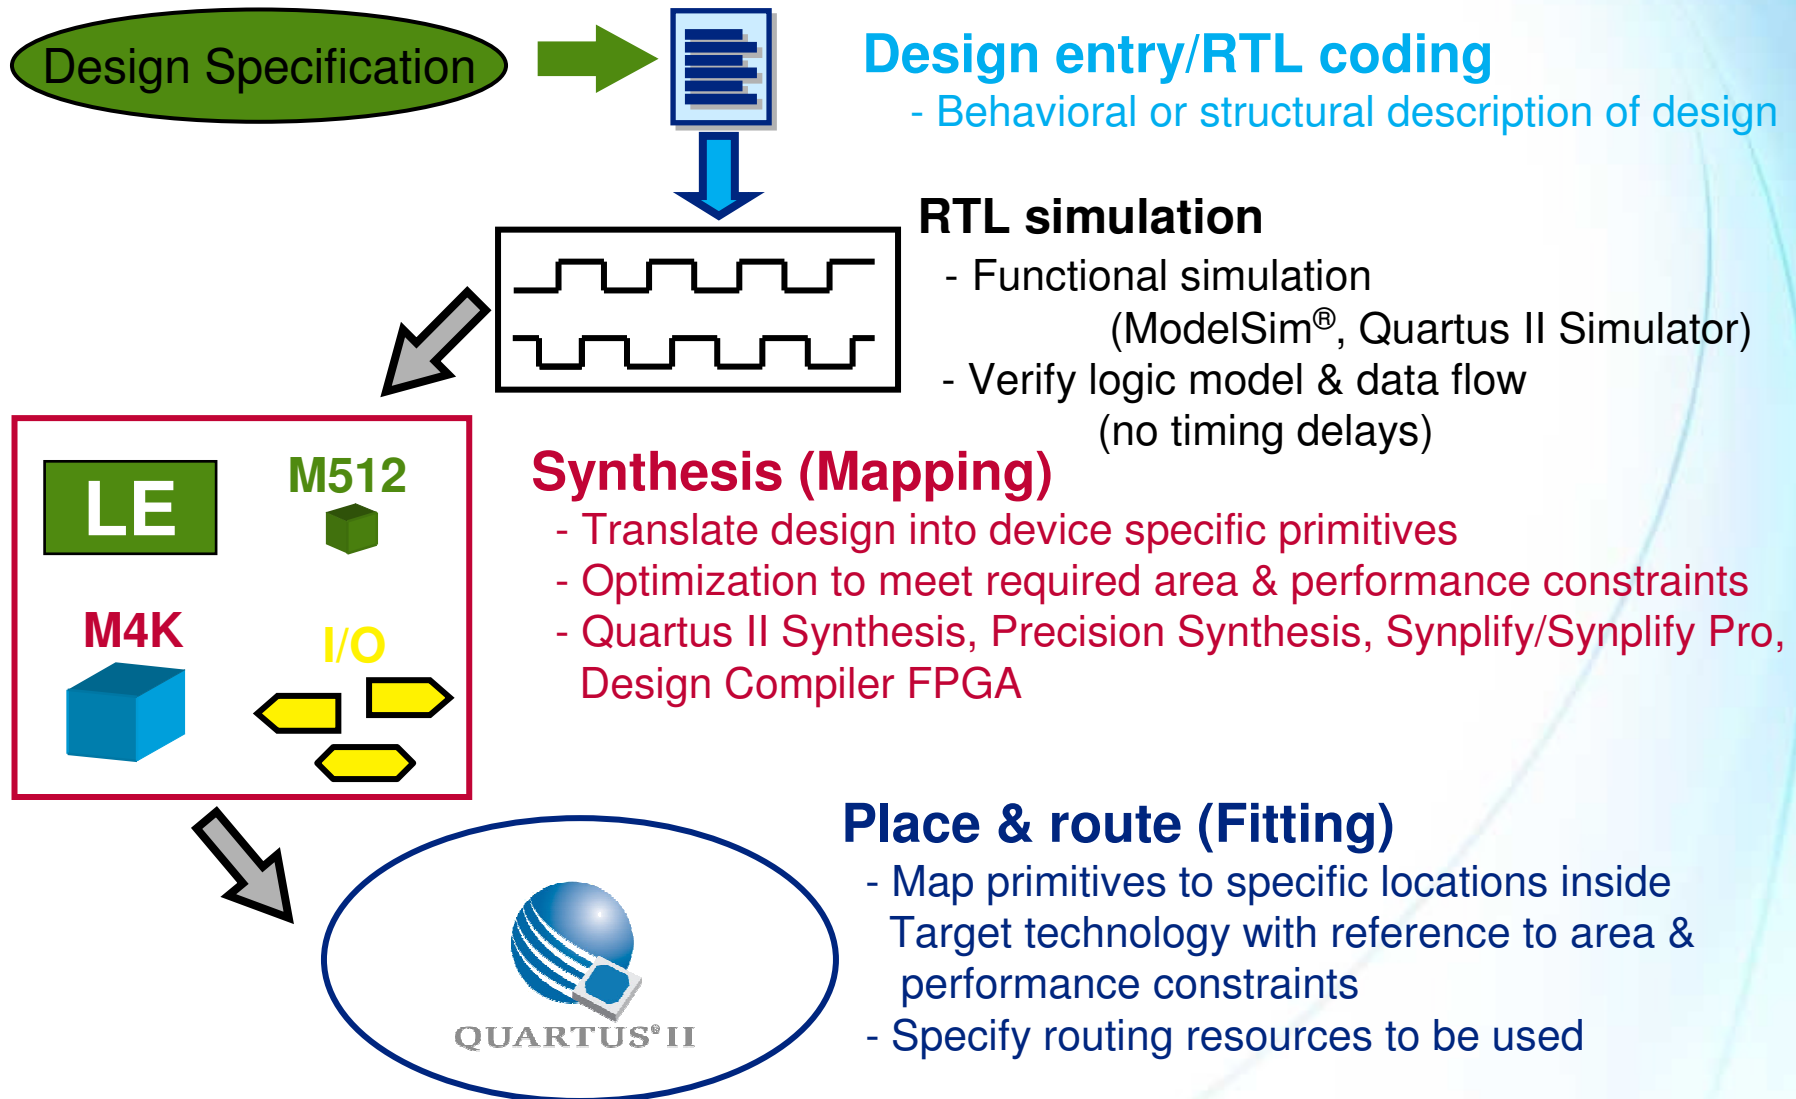 Design Specification
Design entry/RTL coding
- Behavioral or structural description of design
RTL simulation
- Functional simulation
(ModelSim®, Quartus II Simulator)
- Verify logic model & data flow
(no timing delays)
LE
M512
M4K
I/O
Synthesis (Mapping)
- Translate design into device specific primitives
- Optimization to meet required area & performance constraints
- Quartus II Synthesis, Precision Synthesis, Synplify/Synplify Pro,
Design Compiler FPGA
Place & route (Fitting)
- Map primitives to specific locations inside
Target technology with reference to area &
performance constraints
- Specify routing resources to be used
QUARTUS®II